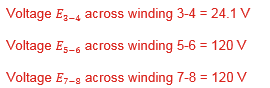 Voltage E₃₋₄ across winding 3-4 = 24.1 V
Voltage E₅₋₆ across winding 5-6 = 120 V
Voltage E₇₋₈ across winding 7-8 = 120 V